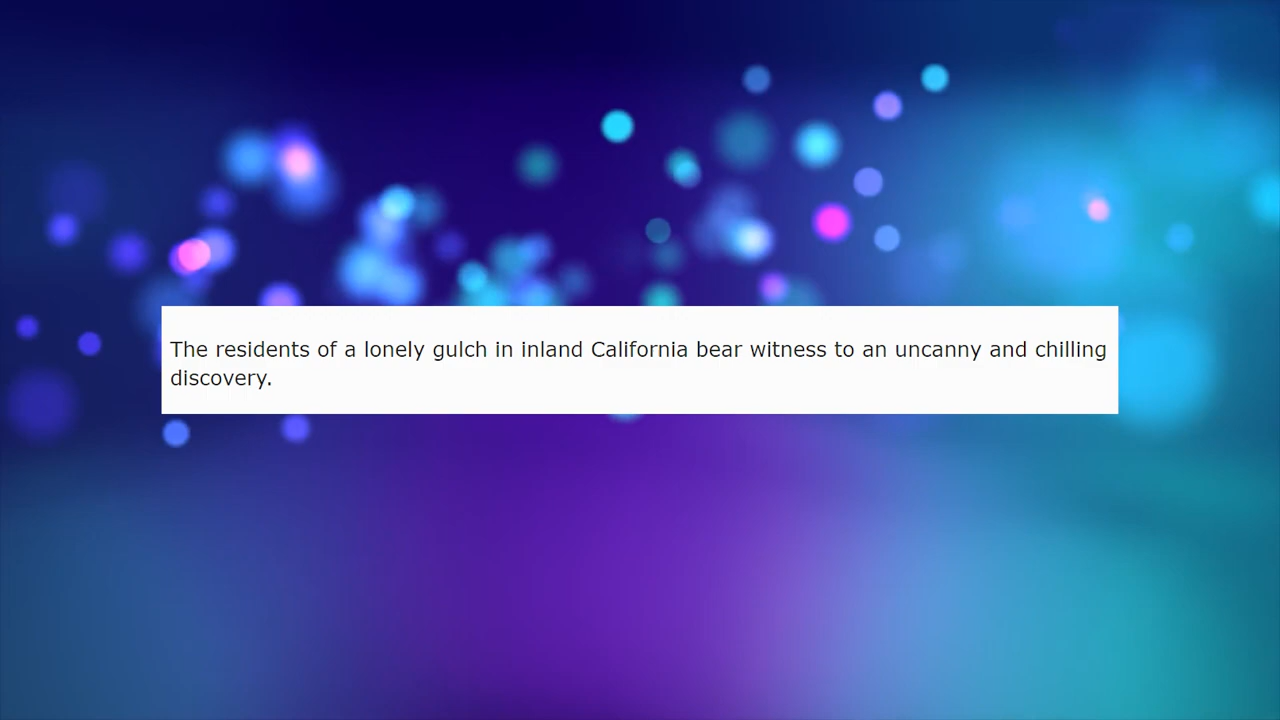 The residents of a lonely gulch in inland California bear witness to an uncanny and chilling
discovery.